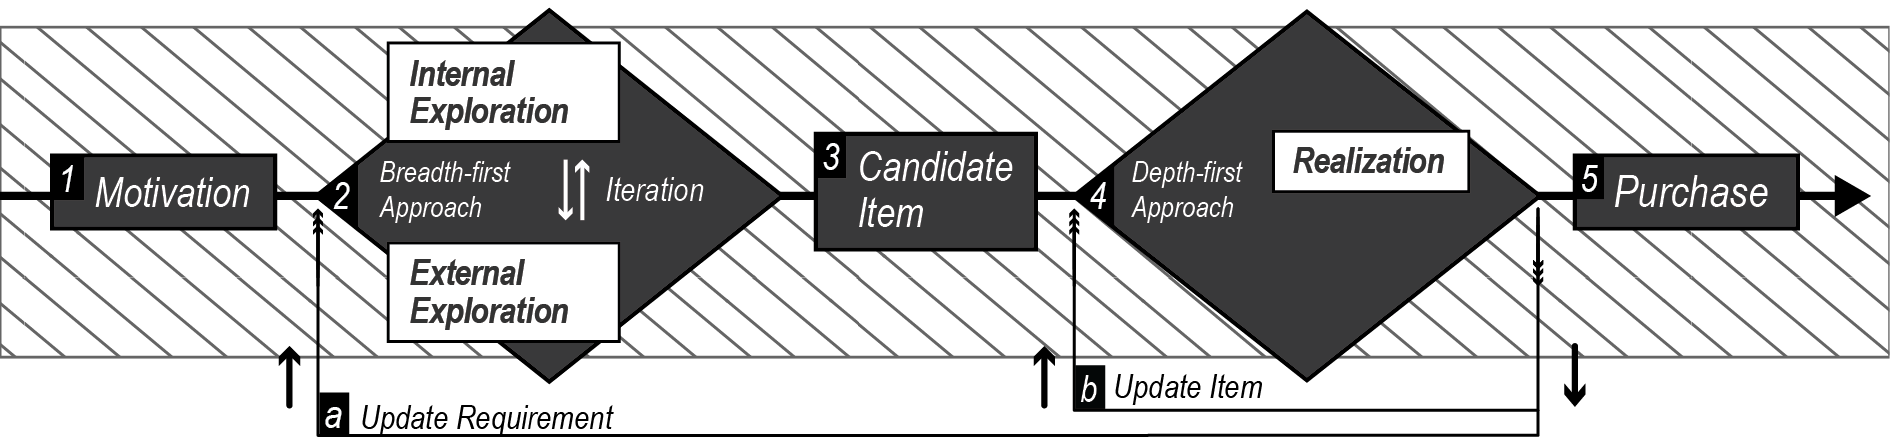 1 Motivation
2 Breadth-first
Approach
Internal
Exploration
Iteration
External
Exploration
3 Candidate
Item
4 Depth-first
Approach
Realization
5 Purchase
b Update Item
a Update Requirement